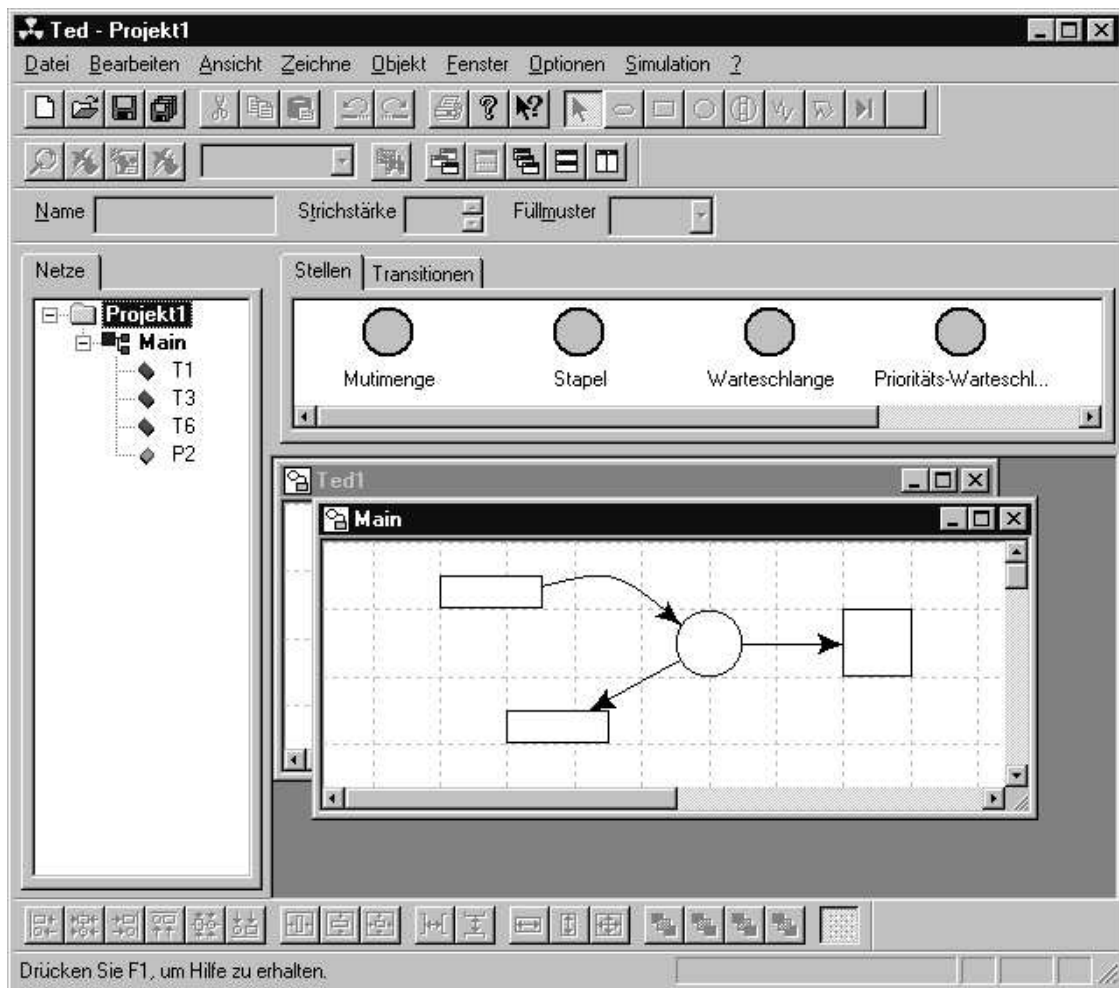 Ted - Projekt1
Datei Bearbeiten Ansicht Zeichne Objekt Fenster Optionen Simulation ?
Name Strichstärke Füllmuster
Netze
Projekt1
Main
T1
T3
T6
P2
Stellen Transitionen
Mutimenge Stapel Warteschlange Prioritäts-Warteschl...
Ted1
Main
Drücken Sie F1, um Hilfe zu erhalten.